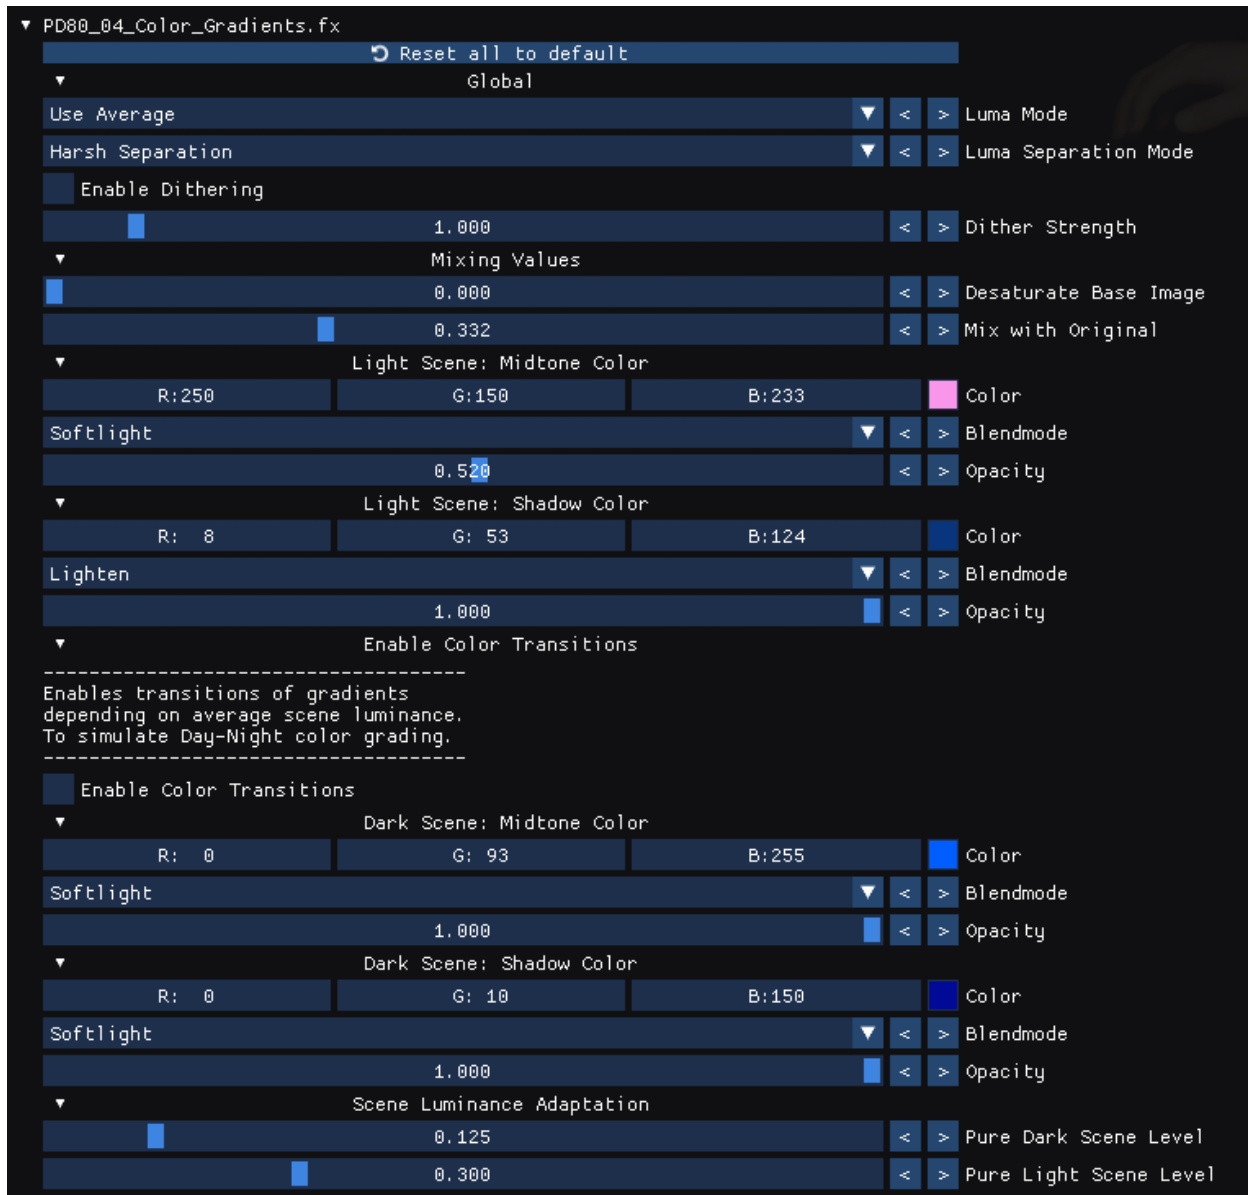 PD80_04_Color_Gradients.fx
Reset all to default
Global
Use Average < > Luma Mode
Harsh Separation < > Luma Separation Mode
Enable Dithering
1.000 < > Dither Strength
Mixing Values
0.000 < > Desaturate Base Image
0.332 < > Mix with Original
Light Scene: Midtone Color
R:250 G:150 B:233 Color
Softlight < > Blendmode
0.520 < > Opacity
Light Scene: Shadow Color
R: 8 G: 53 B:124 Color
Lighten < > Blendmode
1.000 < > Opacity
Enable Color Transitions
------------------------------------
Enables transitions of gradients
depending on average scene luminance.
To simulate Day-Night color grading.
------------------------------------
Enable Color Transitions
Dark Scene: Midtone Color
R: 0 G: 93 B:255 Color
Softlight < > Blendmode
1.000 < > Opacity
Dark Scene: Shadow Color
R: 0 G: 10 B:150 Color
Softlight < > Blendmode
1.000 < > Opacity
Scene Luminance Adaptation
0.125 < > Pure Dark Scene Level
0.300 < > Pure Light Scene Level